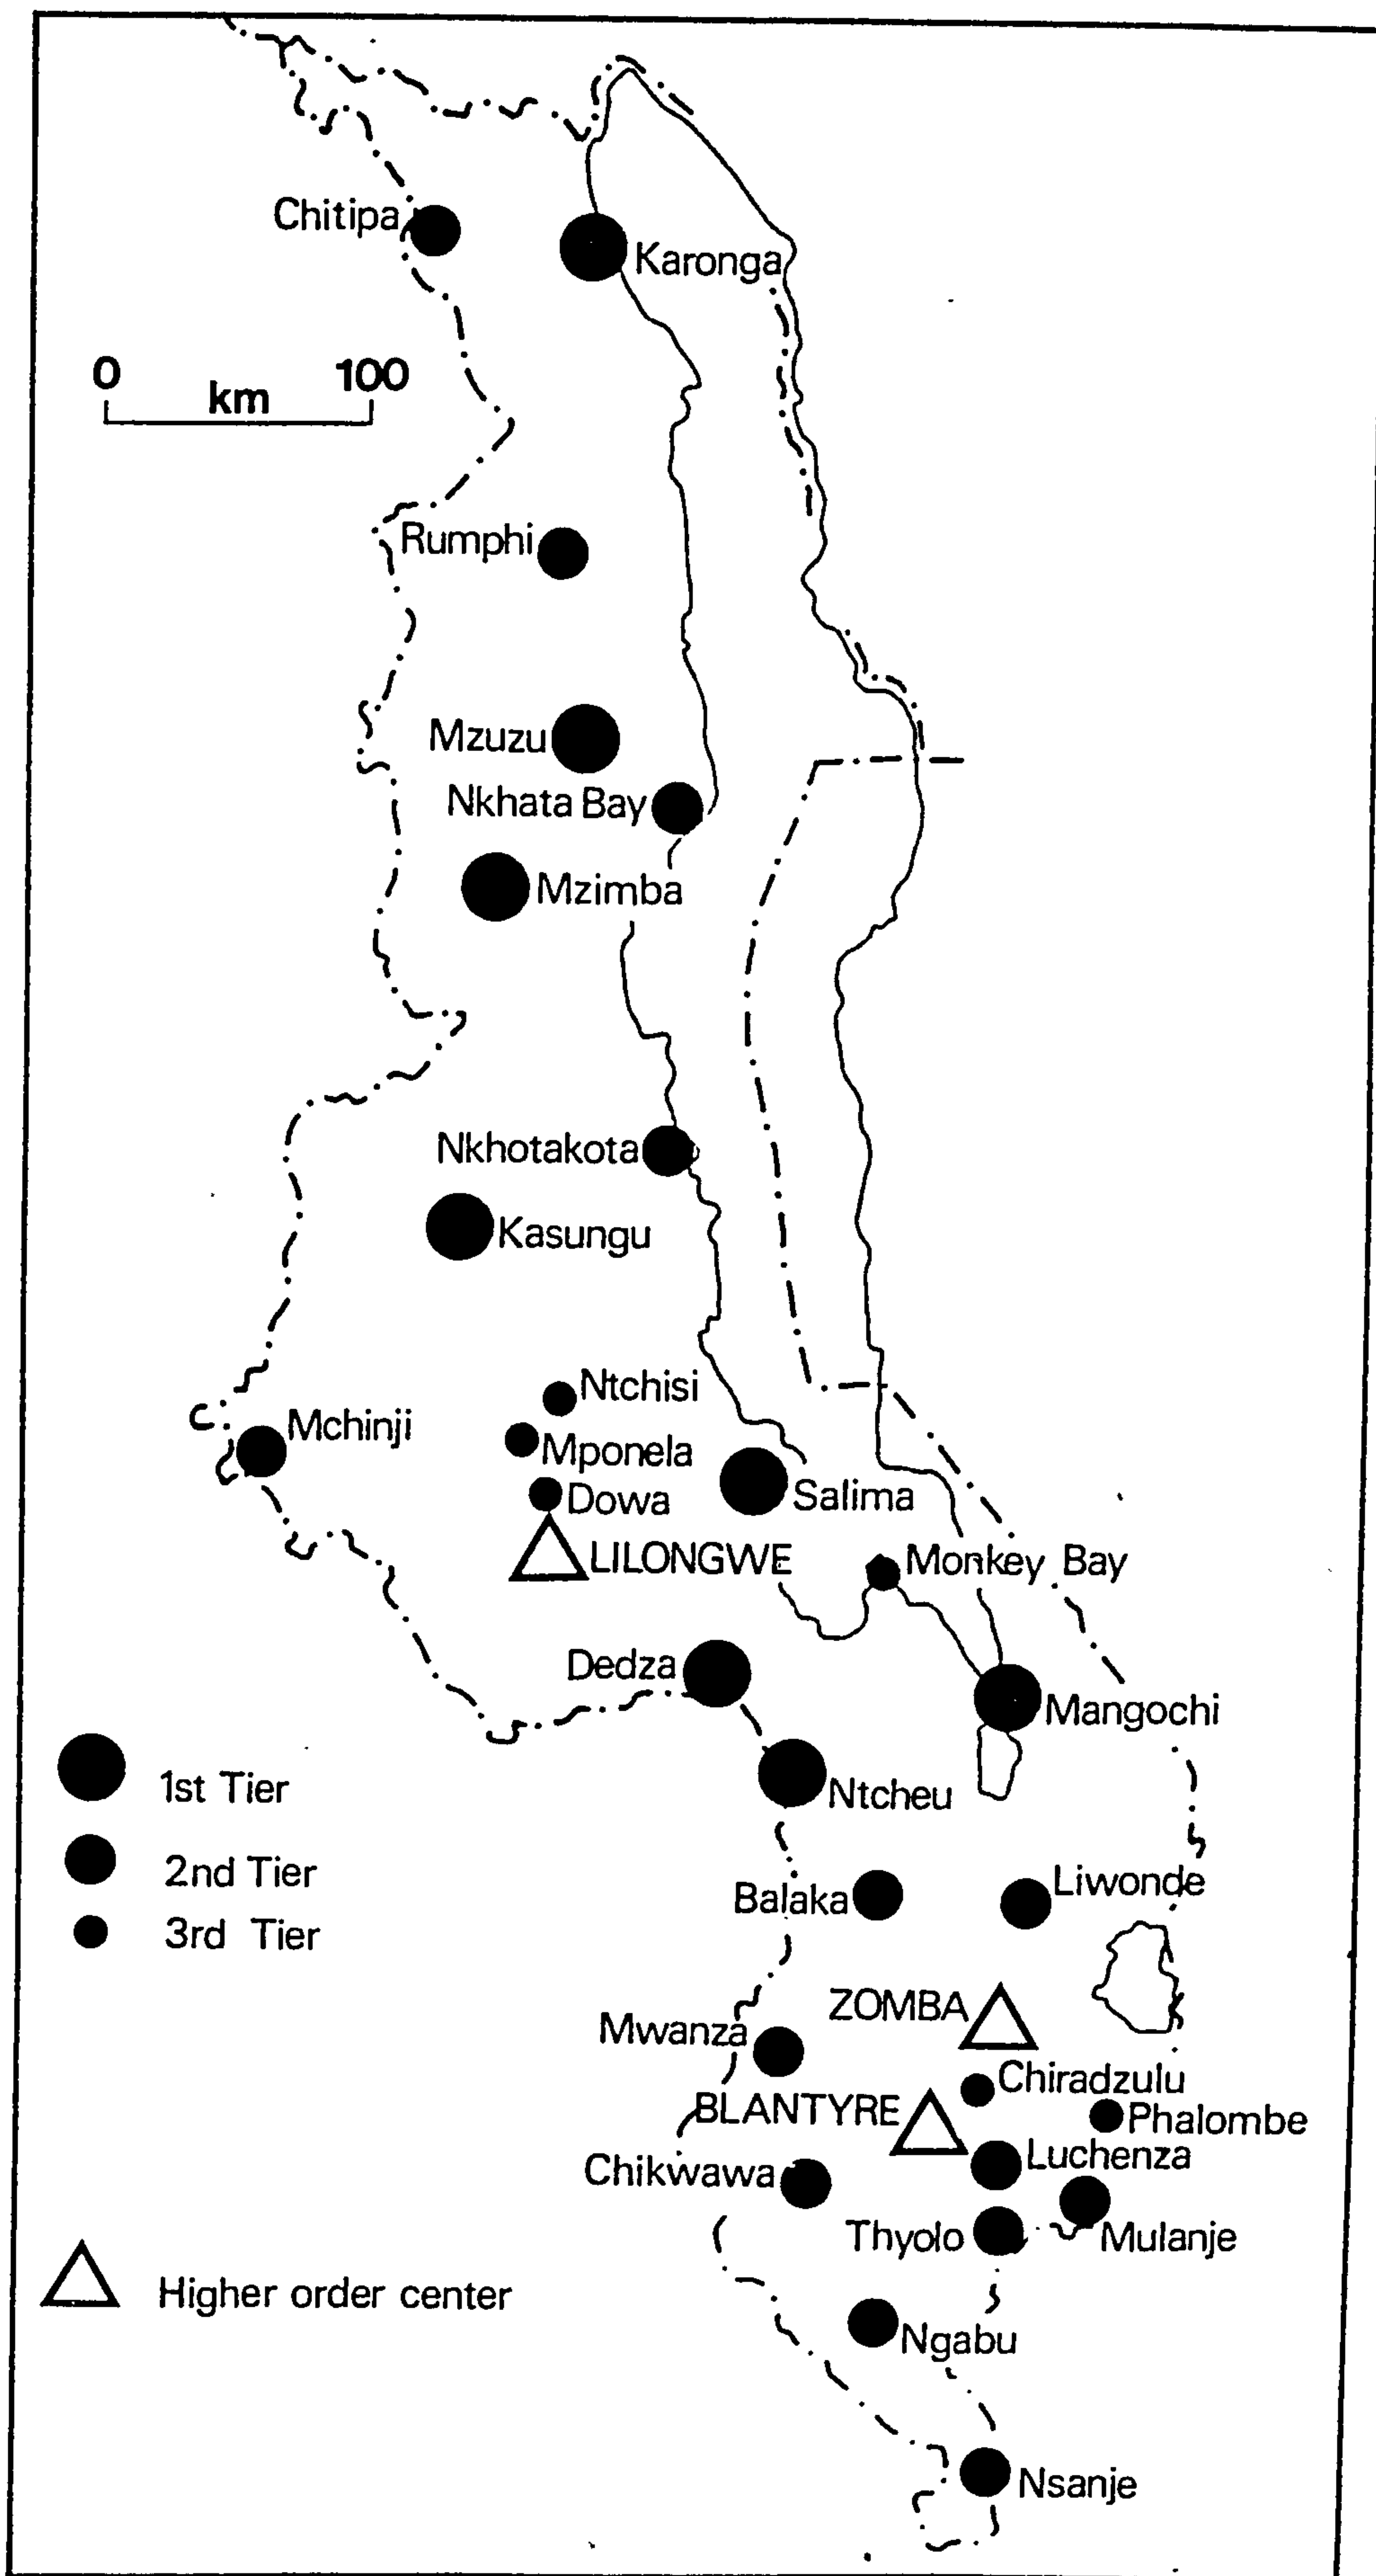 Chitipa
Karonga
0 100
km
Rumphi
Mzuzu
Nkhata Bay
Mzimba
Nkhotakota
Kasungu
Ntchisi
Mchinji
Mponela
Salima
Dowa
LILONGWE
Monkey Bay
Dedza
Mangochi
1st Tier
Ntcheu
2nd Tier
Balaka
Liwonde
3rd Tier
ZOMBA
Mwanza
Chiradzulu
BLANTYRE
Phalombe
Luchenza
Chikwawa
Thyolo
Mulanje
Higher order center
Ngabu
Nsanje